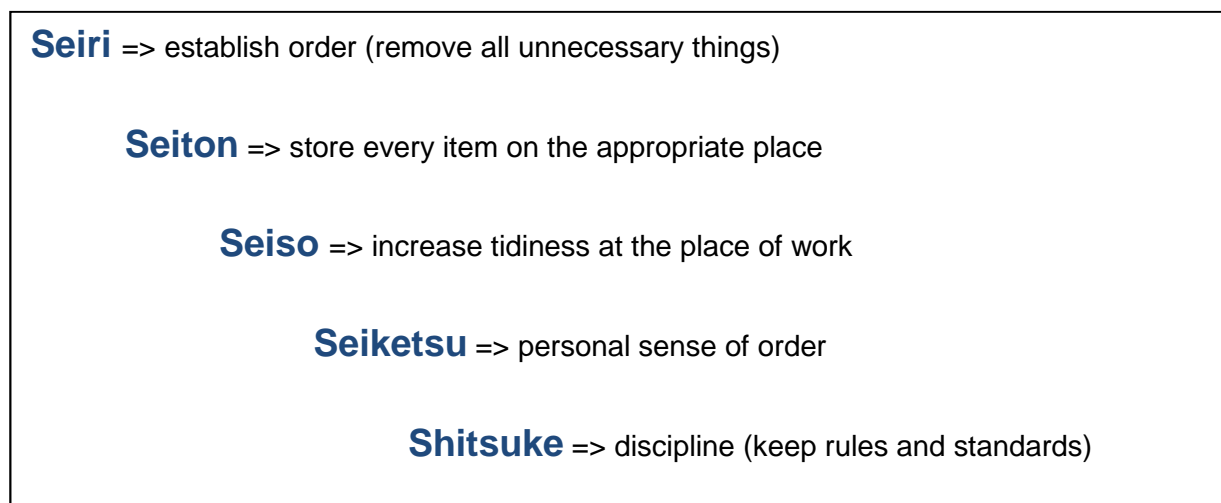 Seiri => establish order (remove all unnecessary things)
Seiton => store every item on the appropriate place
Seiso => increase tidiness at the place of work
Seiketsu => personal sense of order
Shitsuke => discipline (keep rules and standards)